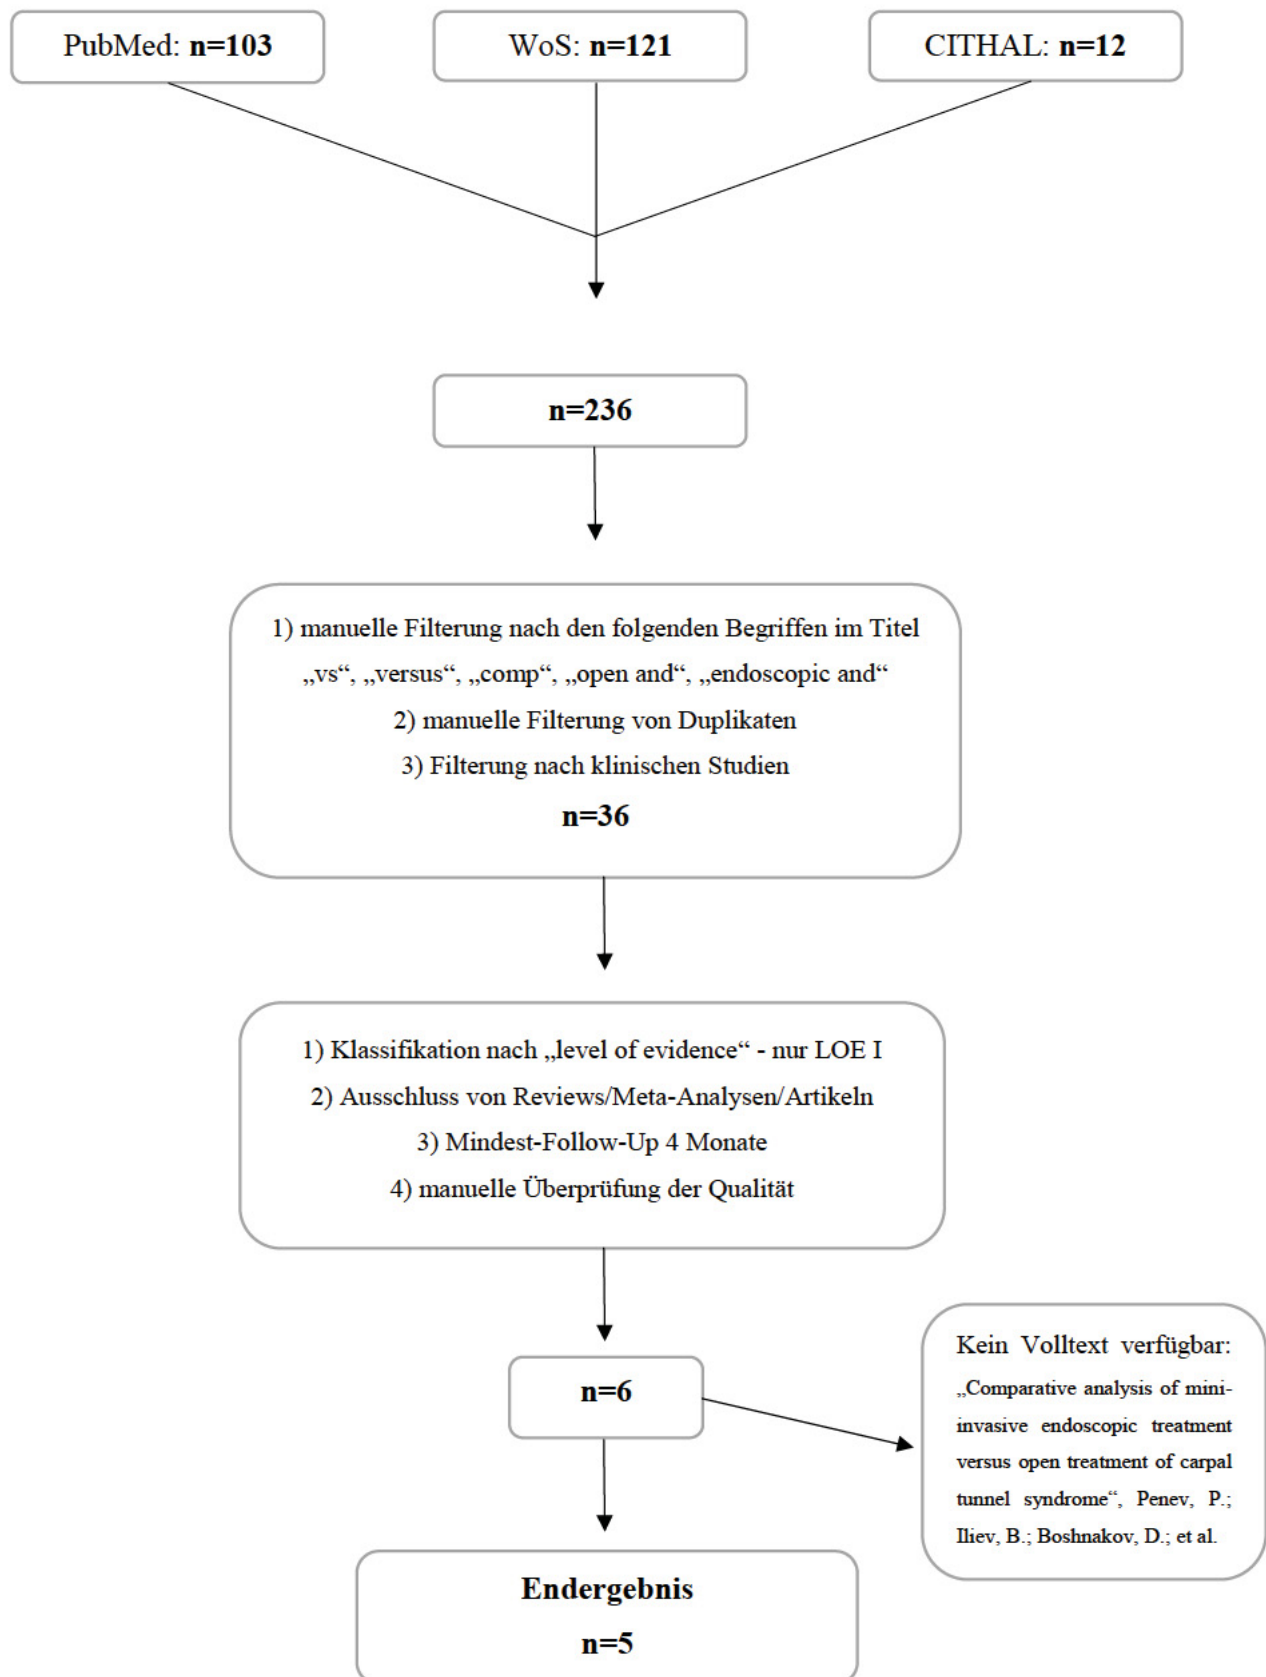 PubMed: n=103
WoS: n=121
CITHAL: n=12
n=236
1) manuelle Filterung nach den folgenden Begriffen im Titel
„vs“, „versus“, „comp“, „open and“, „endoscopic and“
2) manuelle Filterung von Duplikaten
3) Filterung nach klinischen Studien
n=36
1) Klassifikation nach „level of evidence“ - nur LOE I
2) Ausschluss von Reviews/Meta-Analysen/Artikeln
3) Mindest-Follow-Up 4 Monate
4) manuelle Überprüfung der Qualität
n=6
Kein Volltext verfügbar:
„Comparative analysis of mini-
invasive endoscopic treatment
versus open treatment of carpal
tunnel syndrome“, Penev, P.;
Iliev, B.; Boshnakov, D.; et al.
Endergebnis
n=5